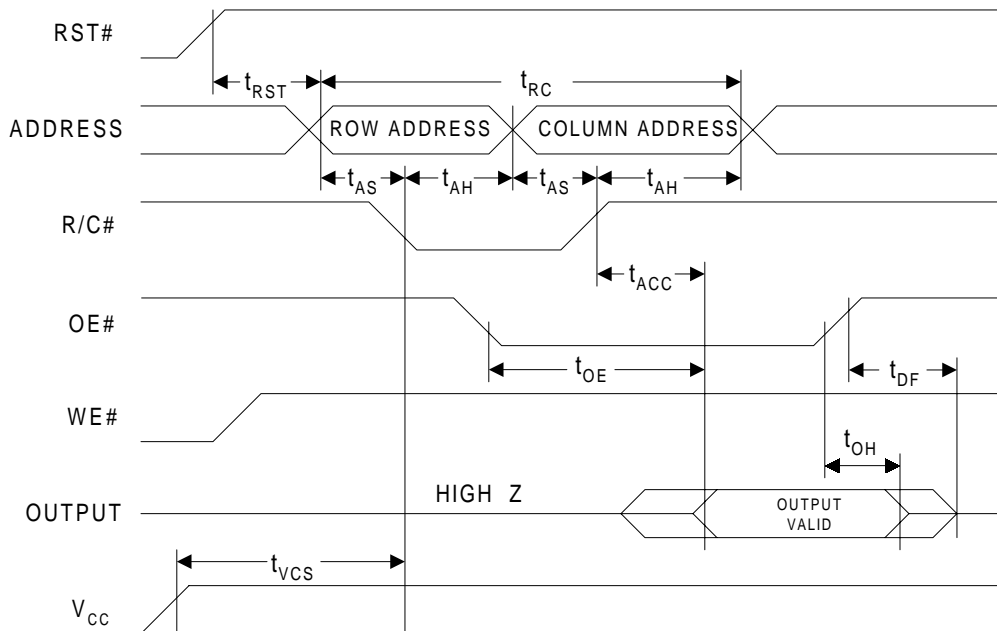 RST#
tRST
tRC
ADDRESS
ROW ADDRESS
COLUMN ADDRESS
tAS
tAH
tAS
tAH
R/C#
tACC
OE#
tOE
tDF
WE#
tOH
HIGH Z
OUTPUT
OUTPUT
VALID
tVCS
VCC